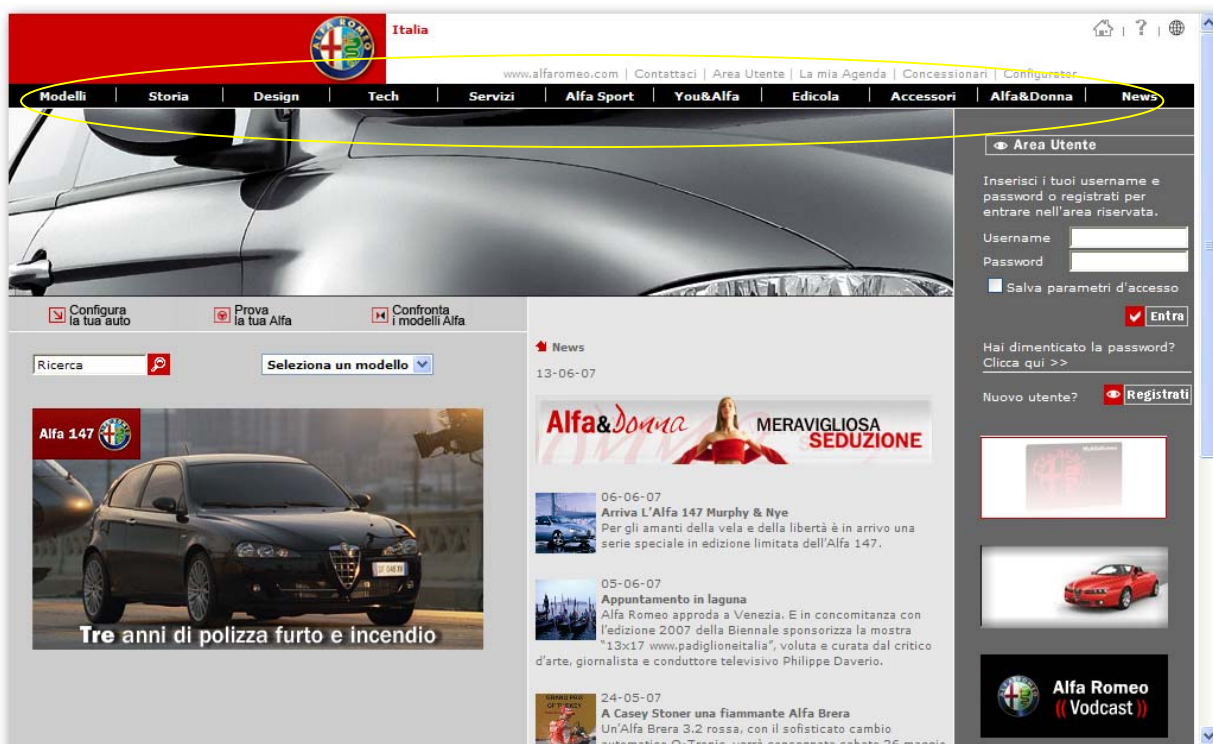 Italia
www.alfaromeo.com | Contattaci | Area Utente | La mia Agenda | Concessionari | Configurator
Modelli | Storia | Design | Tech | Servizi | Alfa Sport | You&Alfa | Edicola | Accessori | Alfa&Donna | News
Area Utente
Inserisci i tuoi username e
password o registrati per
entrare nell'area riservata.
Username
Password
Salva parametri d'accesso
Entra
Hai dimenticato la password?
Clicca qui >>
Nuovo utente?
Registrati
Configura
la tua auto
Prova
la tua Alfa
Confronta
i modelli Alfa
Ricerca
Seleziona un modello
Alfa 147
Tre anni di polizza furto e incendio
News
13-06-07
Alfa&Donna MERAVIGLIOSA
SEDUZIONE
06-06-07
Arriva L'Alfa 147 Murphy & Nye
Per gli amanti della vela e della libertà è in arrivo una
serie speciale in edizione limitata dell'Alfa 147.
05-06-07
Appuntamento in laguna
Alfa Romeo approda a Venezia. E in concomitanza con
l'edizione 2007 della Biennale sponsorizza la mostra
"13x17 www.padiglioneitalia", voluta e curata dal critico
d'arte, giornalista e conduttore televisivo Philippe Daverio.
24-05-07
A Casey Stoner una fiammante Alfa Brera
Un'Alfa Brera 3.2 rossa, con il sofisticato cambio
automatico Q-Tronic, verrà consegnata sabato 26 maggio
Alfa Romeo
(( Vodcast ))